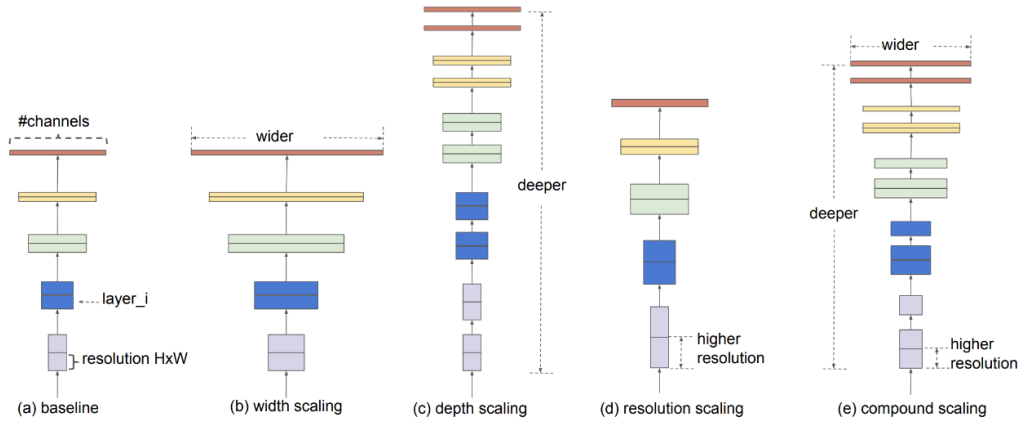 #channels
layer_i
resolution HxW
(a) baseline
wider
(b) width scaling
deeper
(c) depth scaling
higher
resolution
(d) resolution scaling
wider
deeper
higher
resolution
(e) compound scaling